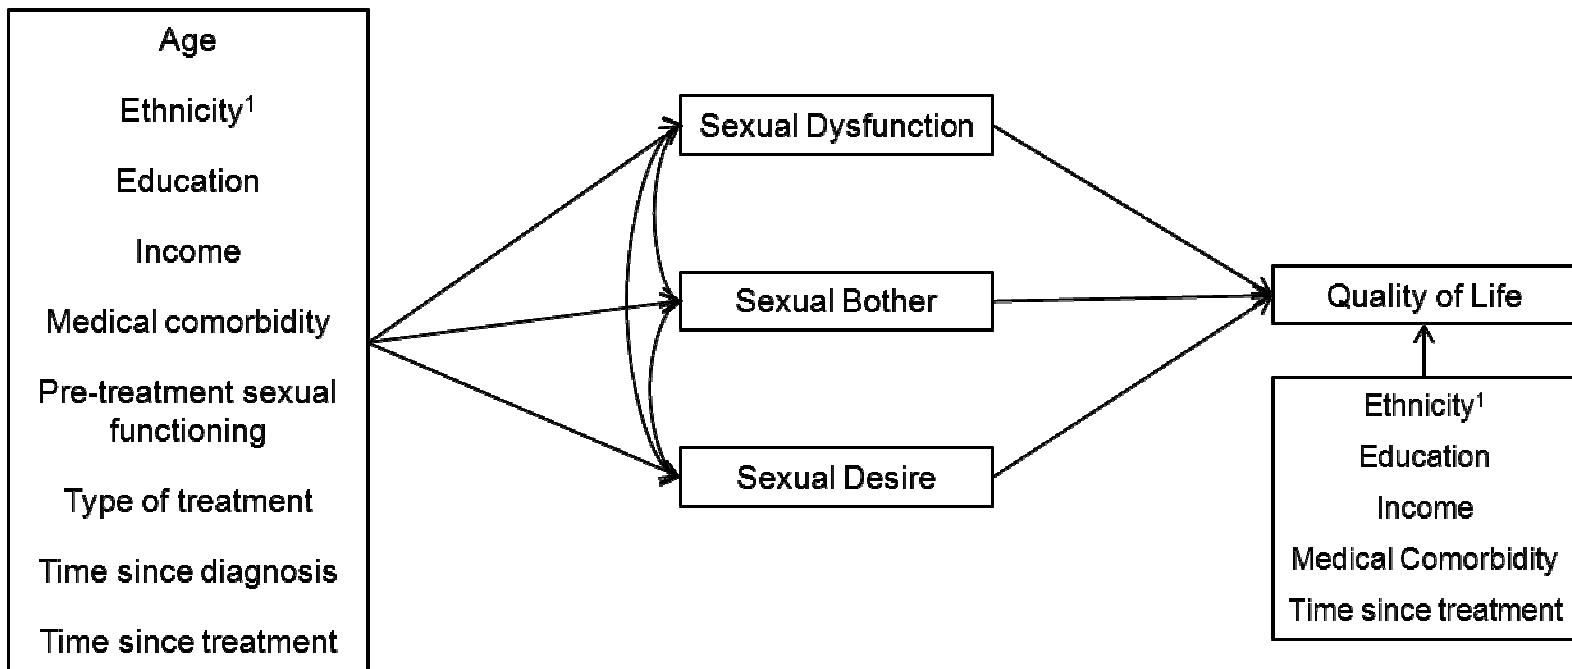 Age
Ethnicity¹
Education
Income
Medical comorbidity
Pre-treatment sexual
functioning
Type of treatment
Time since diagnosis
Time since treatment
Sexual Dysfunction
Sexual Bother
Sexual Desire
Quality of Life
Ethnicity¹
Education
Income
Medical Comorbidity
Time since treatment